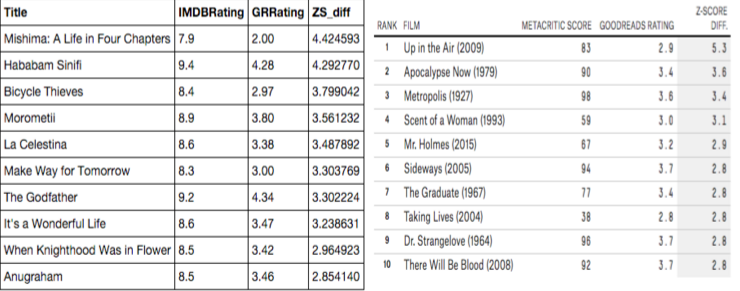 Title IMDBRating GRRating ZS_diff
Mishima: A Life in Four Chapters 7.9 2.00 4.424593
Hababam Sinifi 9.4 4.28 4.292770
Bicycle Thieves 8.4 2.97 3.799042
Morometii 8.9 3.80 3.561232
La Celestina 8.6 3.38 3.487892
Make Way for Tomorrow 8.3 3.00 3.303769
The Godfather 9.2 4.34 3.302224
It's a Wonderful Life 8.6 3.47 3.238631
When Knighthood Was in Flower 8.5 3.42 2.964923
Anugraham 8.5 3.46 2.854140
Z-SCORE
RANK FILM METACRITIC SCORE GOODREADS RATING DIFF.
1 Up in the Air (2009) 83 2.9 5.3
2 Apocalypse Now (1979) 90 3.4 3.6
3 Metropolis (1927) 98 3.6 3.4
4 Scent of a Woman (1993) 59 3.0 3.1
5 Mr. Holmes (2015) 67 3.2 2.9
6 Sideways (2005) 94 3.7 2.8
7 The Graduate (1967) 77 3.4 2.8
8 Taking Lives (2004) 38 2.8 2.8
9 Dr. Strangelove (1964) 96 3.7 2.8
10 There Will Be Blood (2008) 92 3.7 2.8